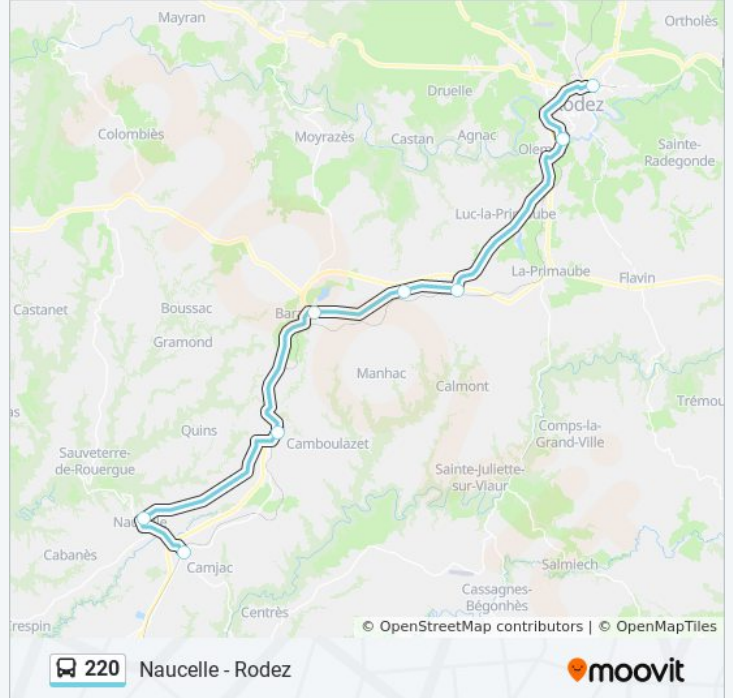 Mayran
Ortholès
Druelle
Rodez
Colombiès
Moyrazès
Castan
Agnac
Sainte-
Radegonde
Luc-la-Primaube
La-Primaube
Flavin
Castanet
Boussac
Gramond
Manhac
Calmont
Quins
Camboulazet
Comps-la-
Grand-Ville
Sauveterre-
de-Rouergue
Sainte-Juliette-
sur-Viaur
Cabanès
Camjac
Salmiech
Centrès
Cassagnes-
Bégonhès
© OpenStreetMap contributors | © OpenMapTiles
220 Naucelle - Rodez
moovit